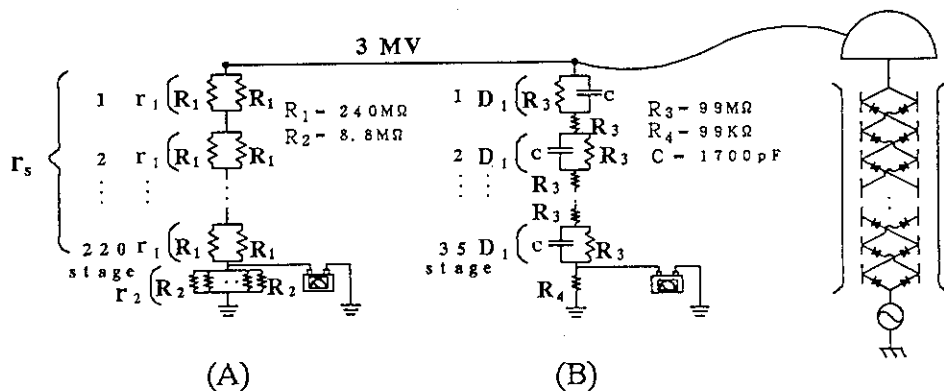 3 MV
1 r₁ R₁ R₁
R₁ = 240MΩ
R₂ = 8.8MΩ
2 r₁ R₁ R₁
rₛ
220 r₁ R₁ R₁
stage
r₂ R₂ R₂
(A)
1 D₁ R₃ C
R₃
R₃ = 99MΩ
R₄ = 99KΩ
C = 1700pF
2 D₁ C R₃
R₃
R₃
35 D₁ C R₃
stage
R₄
(B)